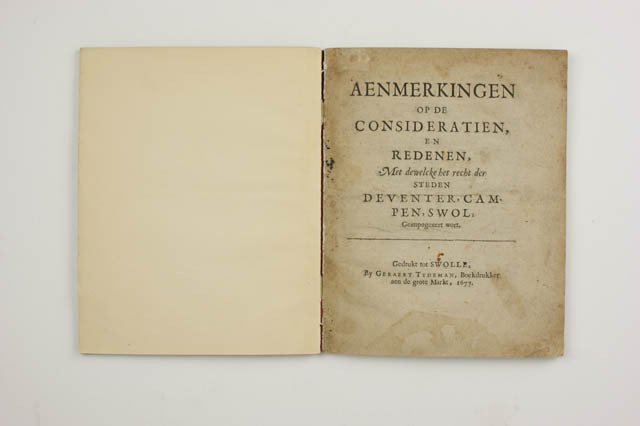 AENMERKINGEN
OP DE
CONSIDERATIEN,
EN
REDENEN,
Met dewelcke het recht der
STEDEN
DEVENTER, CAM-
PEN, SWOL,
Geimpugneert wort.
Gedrukt tot SWOLLE,
By GERAERT TYDEMAN, Boekdrukker
aen de grote Markt, 1677.